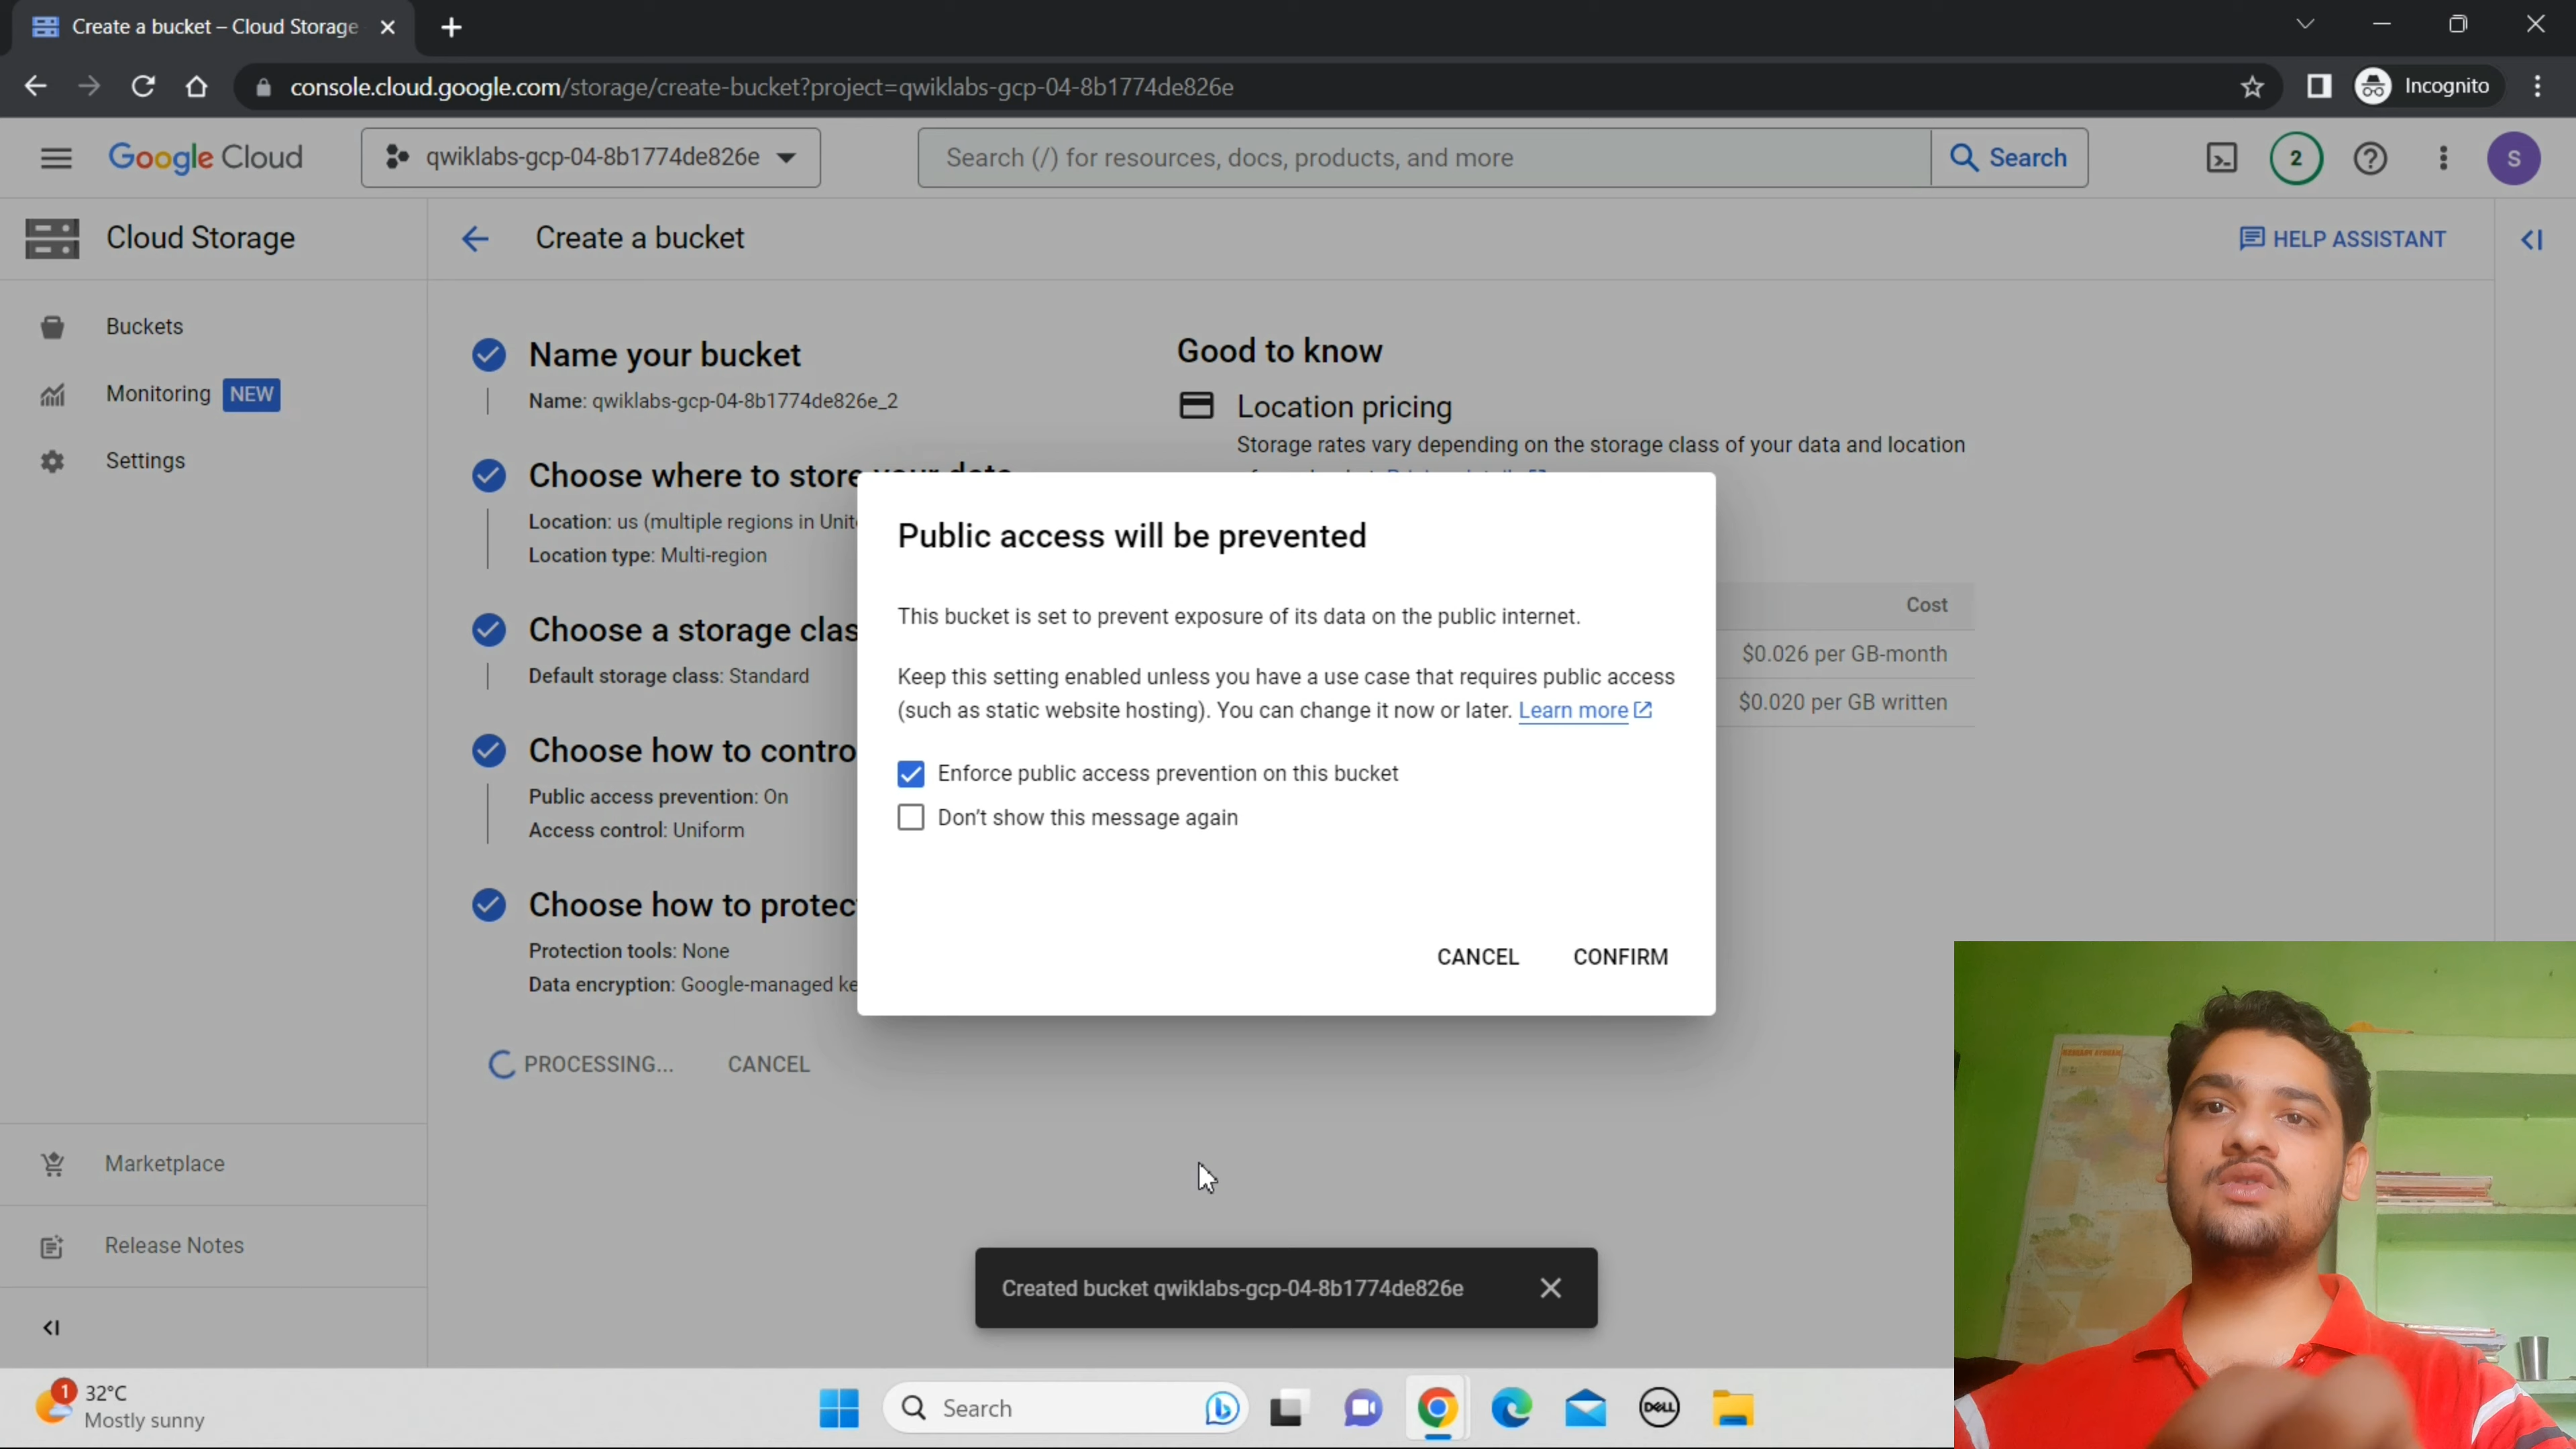 Create a bucket – Cloud Storage
console.cloud.google.com/storage/create-bucket?project=qwiklabs-gcp-04-8b1774de826e
Incognito
Google Cloud
qwiklabs-gcp-04-8b1774de826e
Search (/) for resources, docs, products, and more
Search
2
S
Cloud Storage
Create a bucket
HELP ASSISTANT
Buckets
Monitoring NEW
Settings
Marketplace
Release Notes
Name your bucket
Name: qwiklabs-gcp-04-8b1774de826e_2
Choose where to store your data
Location: us (multiple regions in Unit
Location type: Multi-region
Choose a storage clas
Default storage class: Standard
Choose how to contro
Public access prevention: On
Access control: Uniform
Choose how to protec
Protection tools: None
Data encryption: Google-managed ke
PROCESSING...
CANCEL
Good to know
Location pricing
Storage rates vary depending on the storage class of your data and location
Cost
$0.026 per GB-month
$0.020 per GB written
Public access will be prevented
This bucket is set to prevent exposure of its data on the public internet.
Keep this setting enabled unless you have a use case that requires public access
(such as static website hosting). You can change it now or later. Learn more
Enforce public access prevention on this bucket
Don't show this message again
CANCEL
CONFIRM
Created bucket qwiklabs-gcp-04-8b1774de826e
1
32°C
Mostly sunny
Search
DELL